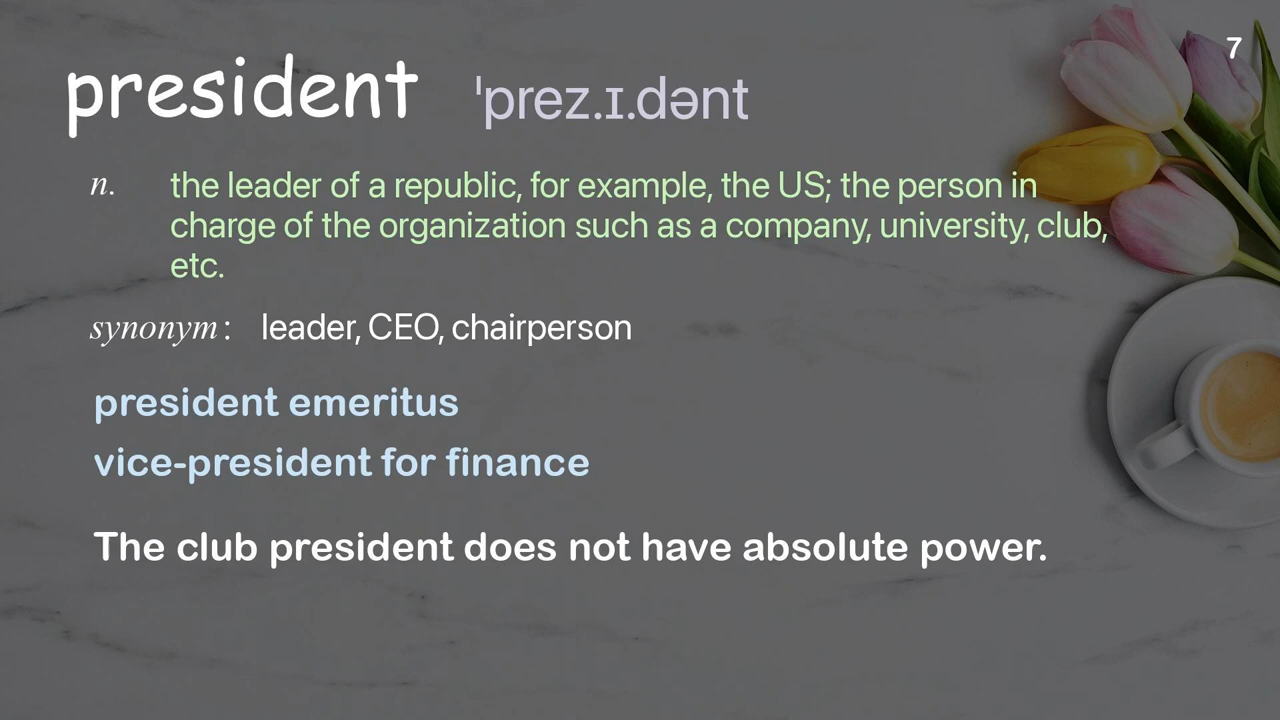 7
president ˈprez.ɪ.dənt
n. the leader of a republic, for example, the US; the person in
charge of the organization such as a company, university, club,
etc.
synonym: leader, CEO, chairperson
president emeritus
vice-president for finance
The club president does not have absolute power.